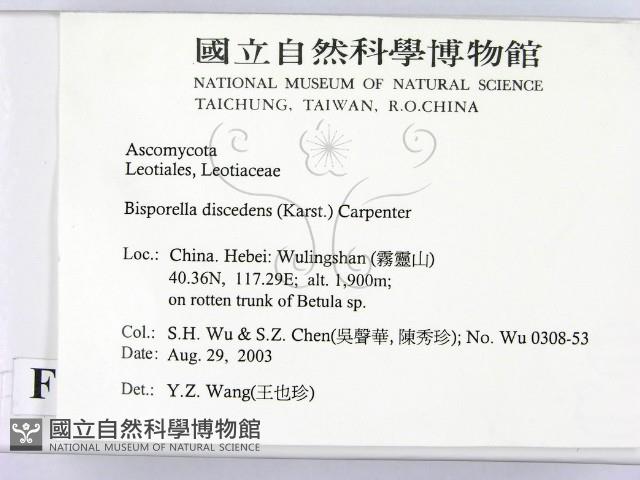 國立自然科學博物館
NATIONAL MUSEUM OF NATURAL SCIENCE
TAICHUNG, TAIWAN, R.O.CHINA
Ascomycota
Leotiales, Leotiaceae
Bisporella discedens (Karst.) Carpenter
Loc.: China. Hebei: Wulingshan (霧靈山)
40.36N, 117.29E; alt. 1,900m;
on rotten trunk of Betula sp.
Col.: S.H. Wu & S.Z. Chen(吳聲華, 陳秀珍); No. Wu 0308-53
Date: Aug. 29, 2003
Det.: Y.Z. Wang(王也珍)
F
國立自然科學博物館
NATIONAL MUSEUM OF NATURAL SCIENCE